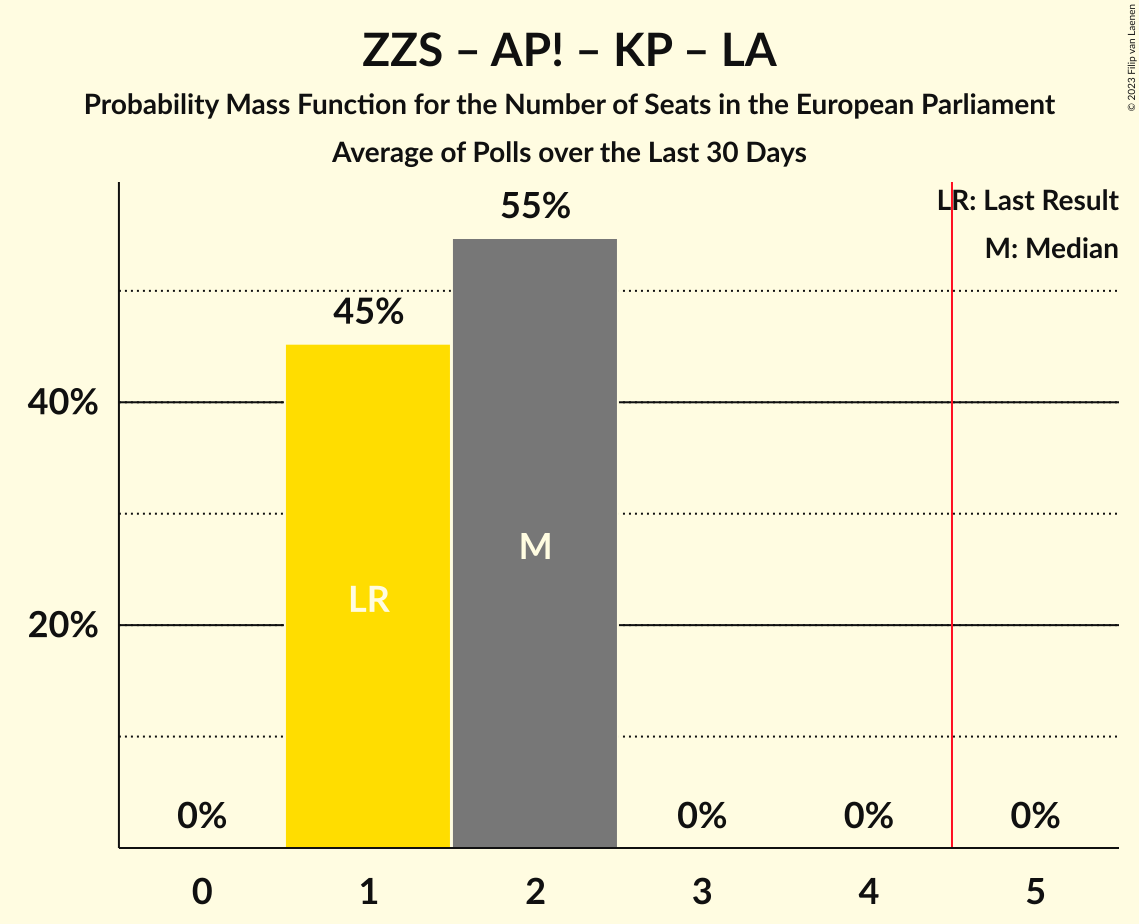 ZZS – AP! – KP – LA
Probability Mass Function for the Number of Seats in the European Parliament
Average of Polls over the Last 30 Days
© 2023 Filip van Laenen
LR: Last Result
M: Median
55%
45%
40%
20%
LR
M
0%
0%
0%
0%
0
1
2
3
4
5